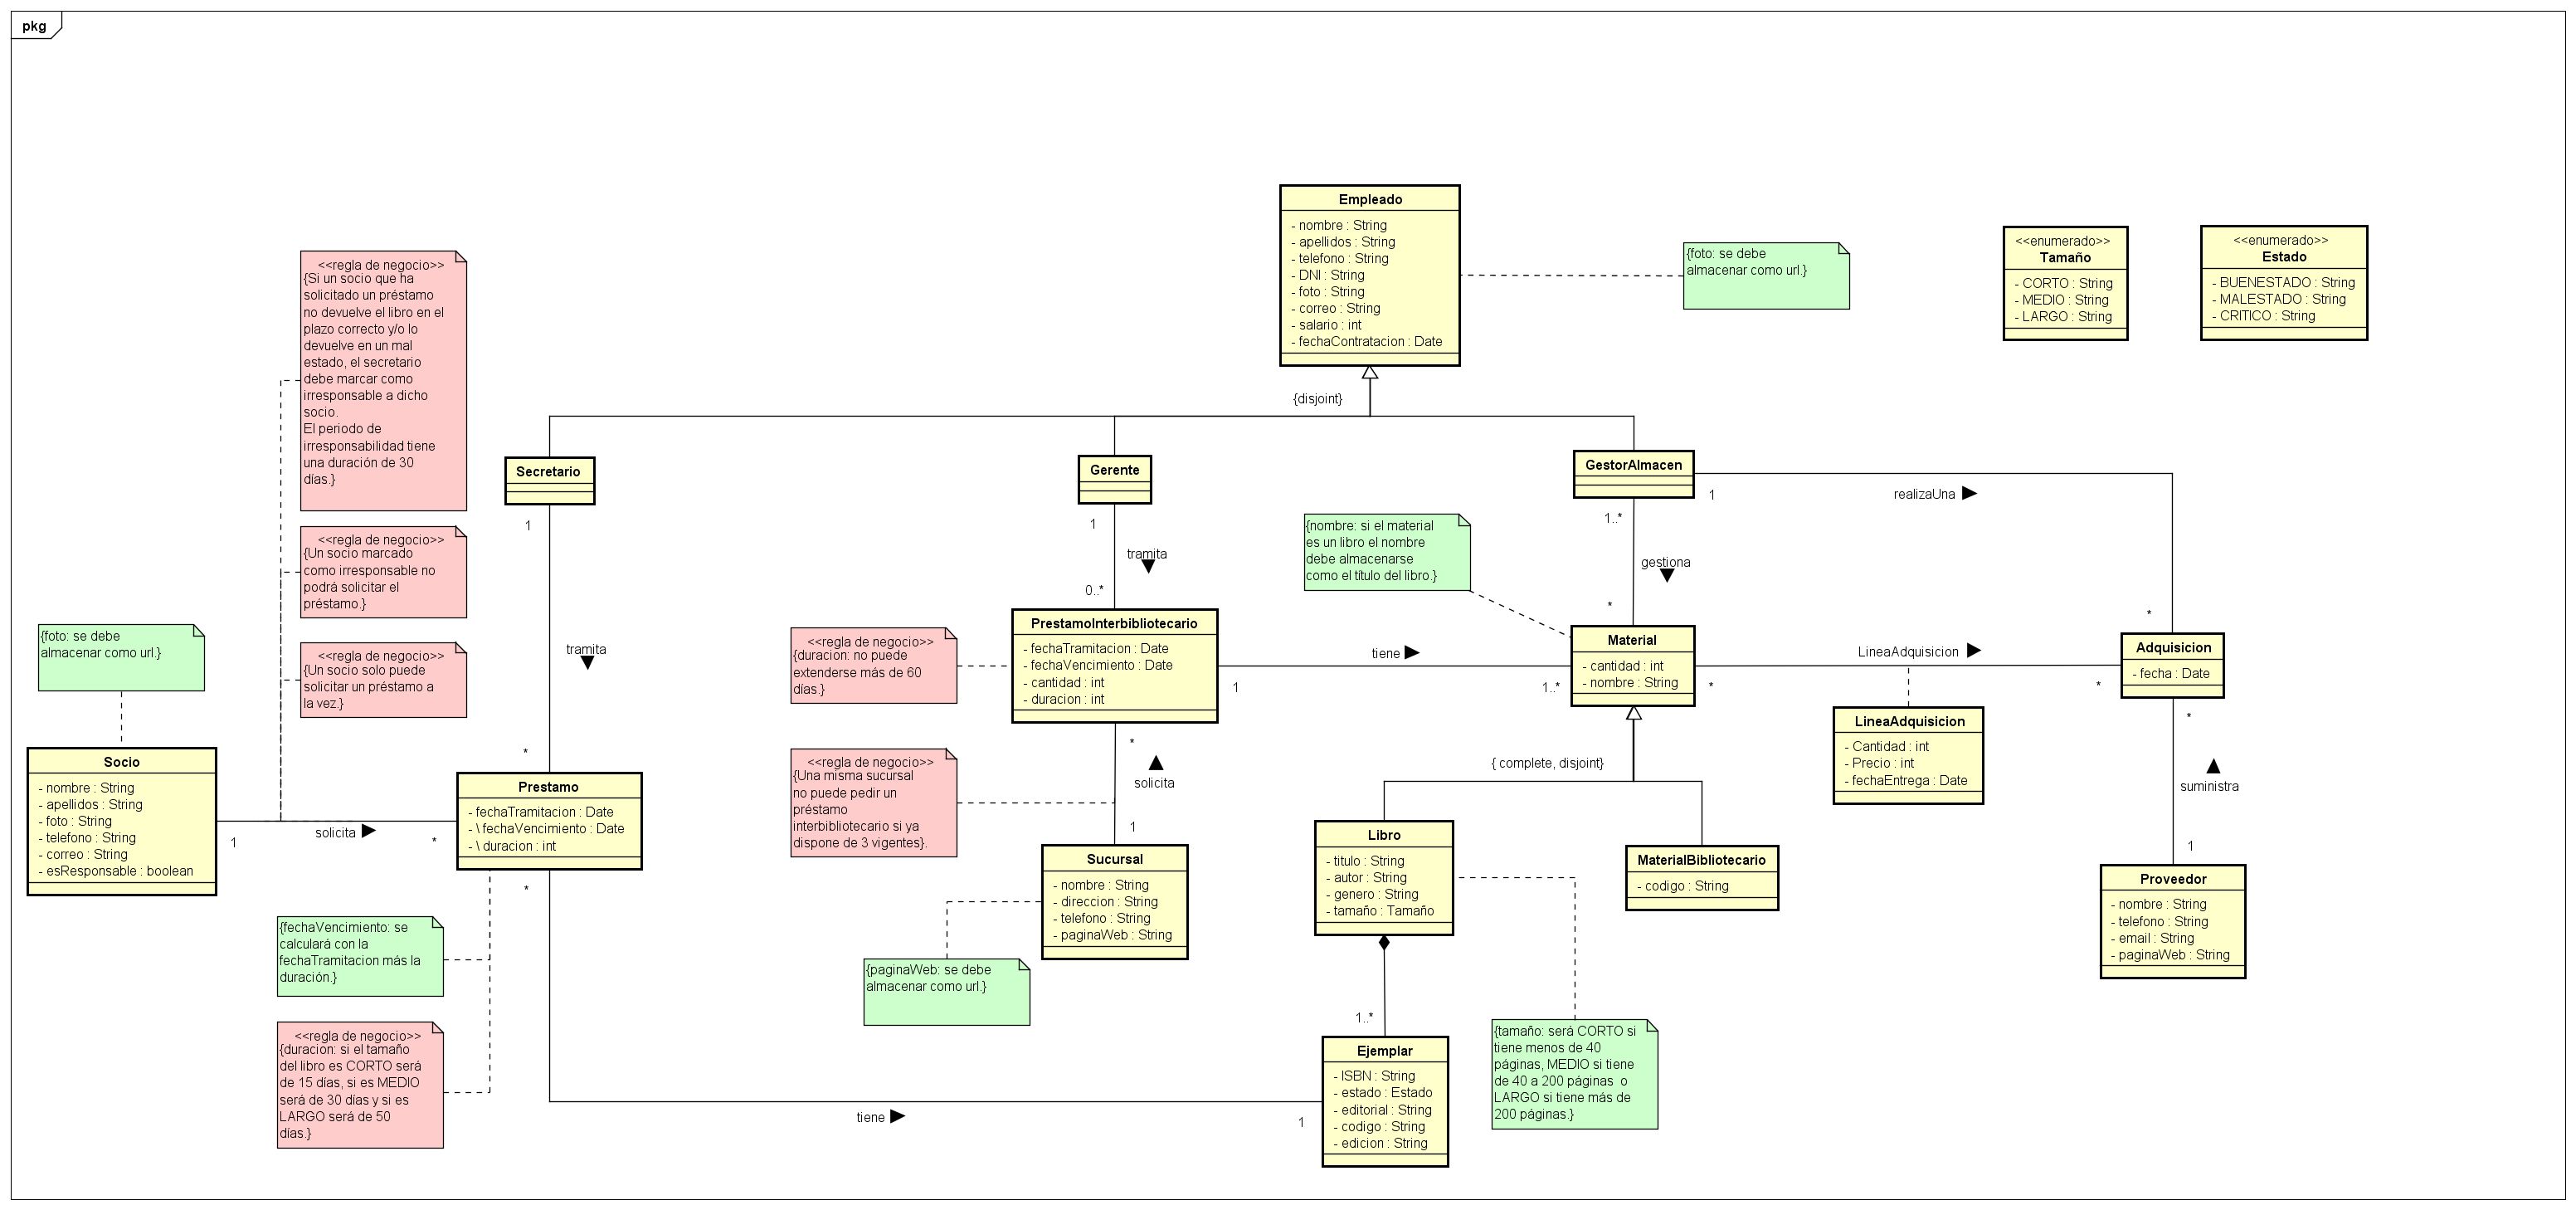 pkg
Empleado
- nombre : String
- apellidos : String
- telefono : String
- DNI : String
- foto : String
- correo : String
- salario : int
- fechaContratacion : Date
{foto: se debe
almacenar como url.}
<<enumerado>>
Tamaño
- CORTO : String
- MEDIO : String
- LARGO : String
<<enumerado>>
Estado
- BUENESTADO : String
- MALESTADO : String
- CRITICO : String
<<regla de negocio>>
{Si un socio que ha
solicitado un préstamo
no devuelve el libro en el
plazo correcto y/o lo
devuelve en un mal
estado, el secretario
debe marcar como
irresponsable a dicho
socio.
El periodo de
irresponsabilidad tiene
una duración de 30
días.}
{disjoint}
Secretario
1
Gerente
1
GestorAlmacen
1..*
1
realizaUna
<<regla de negocio>>
{Un socio marcado
como irresponsable no
podrá solicitar el
préstamo.}
tramita
0..*
{nombre: si el material
es un libro el nombre
debe almacenarse
como el título del libro.}
gestiona
*
*
{foto: se debe
almacenar como url.}
<<regla de negocio>>
{Un socio solo puede
solicitar un préstamo a
la vez.}
tramita
*
<<regla de negocio>>
{duracion: no puede
extenderse más de 60
días.}
PrestamoInterbibliotecario
- fechaTramitacion : Date
- fechaVencimiento : Date
- cantidad : int
- duracion : int
tiene
1
1..*
Material
- cantidad : int
- nombre : String
LineaAdquisicion
*
*
Adquisicion
- fecha : Date
LineaAdquisicion
- Cantidad : int
- Precio : int
- fechaEntrega : Date
*
suministra
1
Socio
- nombre : String
- apellidos : String
- foto : String
- telefono : String
- correo : String
- esResponsable : boolean
1
solicita
*
Prestamo
- fechaTramitacion : Date
- \ fechaVencimiento : Date
- \ duracion : int
*
<<regla de negocio>>
{Una misma sucursal
no puede pedir un
préstamo
interbibliotecario si ya
dispone de 3 vigentes}.
*
solicita
1
{ complete, disjoint}
Libro
- titulo : String
- autor : String
- genero : String
- tamaño : Tamaño
MaterialBibliotecario
- codigo : String
Proveedor
- nombre : String
- telefono : String
- email : String
- paginaWeb : String
Sucursal
- nombre : String
- direccion : String
- telefono : String
- paginaWeb : String
{fechaVencimiento: se
calculará con la
fechaTramitacion más la
duración.}
{paginaWeb: se debe
almacenar como url.}
<<regla de negocio>>
{duracion: si el tamaño
del libro es CORTO será
de 15 días, si es MEDIO
será de 30 días y si es
LARGO será de 50
días.}
1..*
tiene
1
Ejemplar
- ISBN : String
- estado : Estado
- editorial : String
- codigo : String
- edicion : String
{tamaño: será CORTO si
tiene menos de 40
páginas, MEDIO si tiene
de 40 a 200 páginas o
LARGO si tiene más de
200 páginas.}